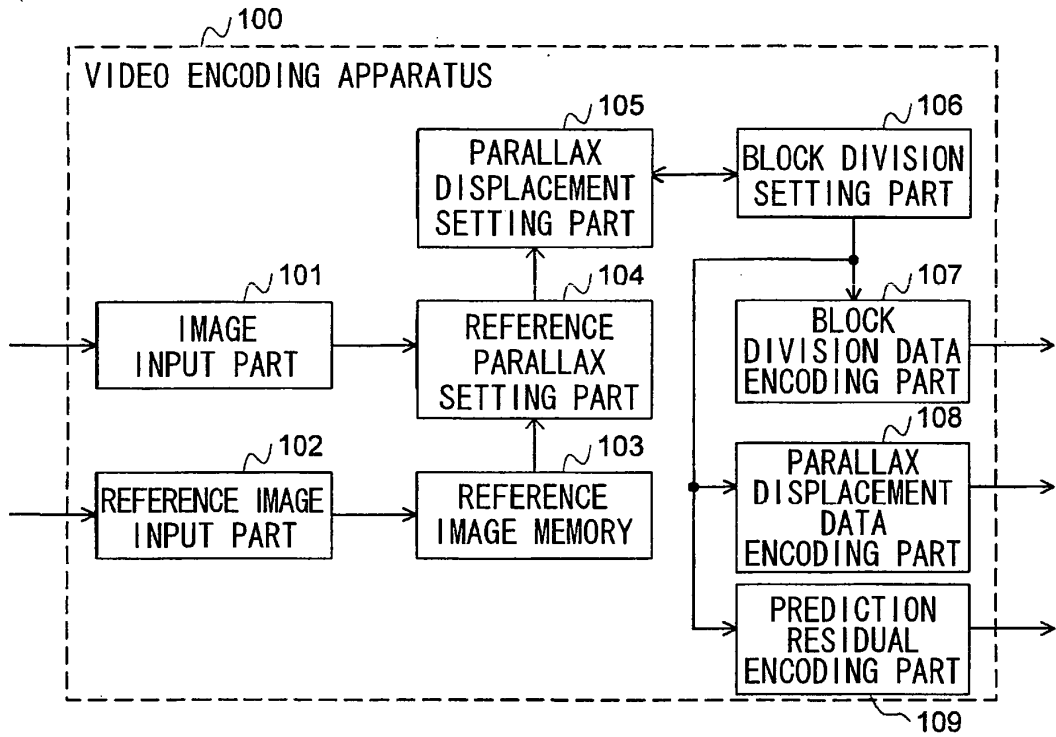 100
VIDEO ENCODING APPARATUS
105
PARALLAX
DISPLACEMENT
SETTING PART
106
BLOCK DIVISION
SETTING PART
101
IMAGE
INPUT PART
104
REFERENCE
PARALLAX
SETTING PART
107
BLOCK
DIVISION DATA
ENCODING PART
102
REFERENCE IMAGE
INPUT PART
103
REFERENCE
IMAGE MEMORY
108
PARALLAX
DISPLACEMENT
DATA
ENCODING PART
PREDICTION
RESIDUAL
ENCODING PART
109